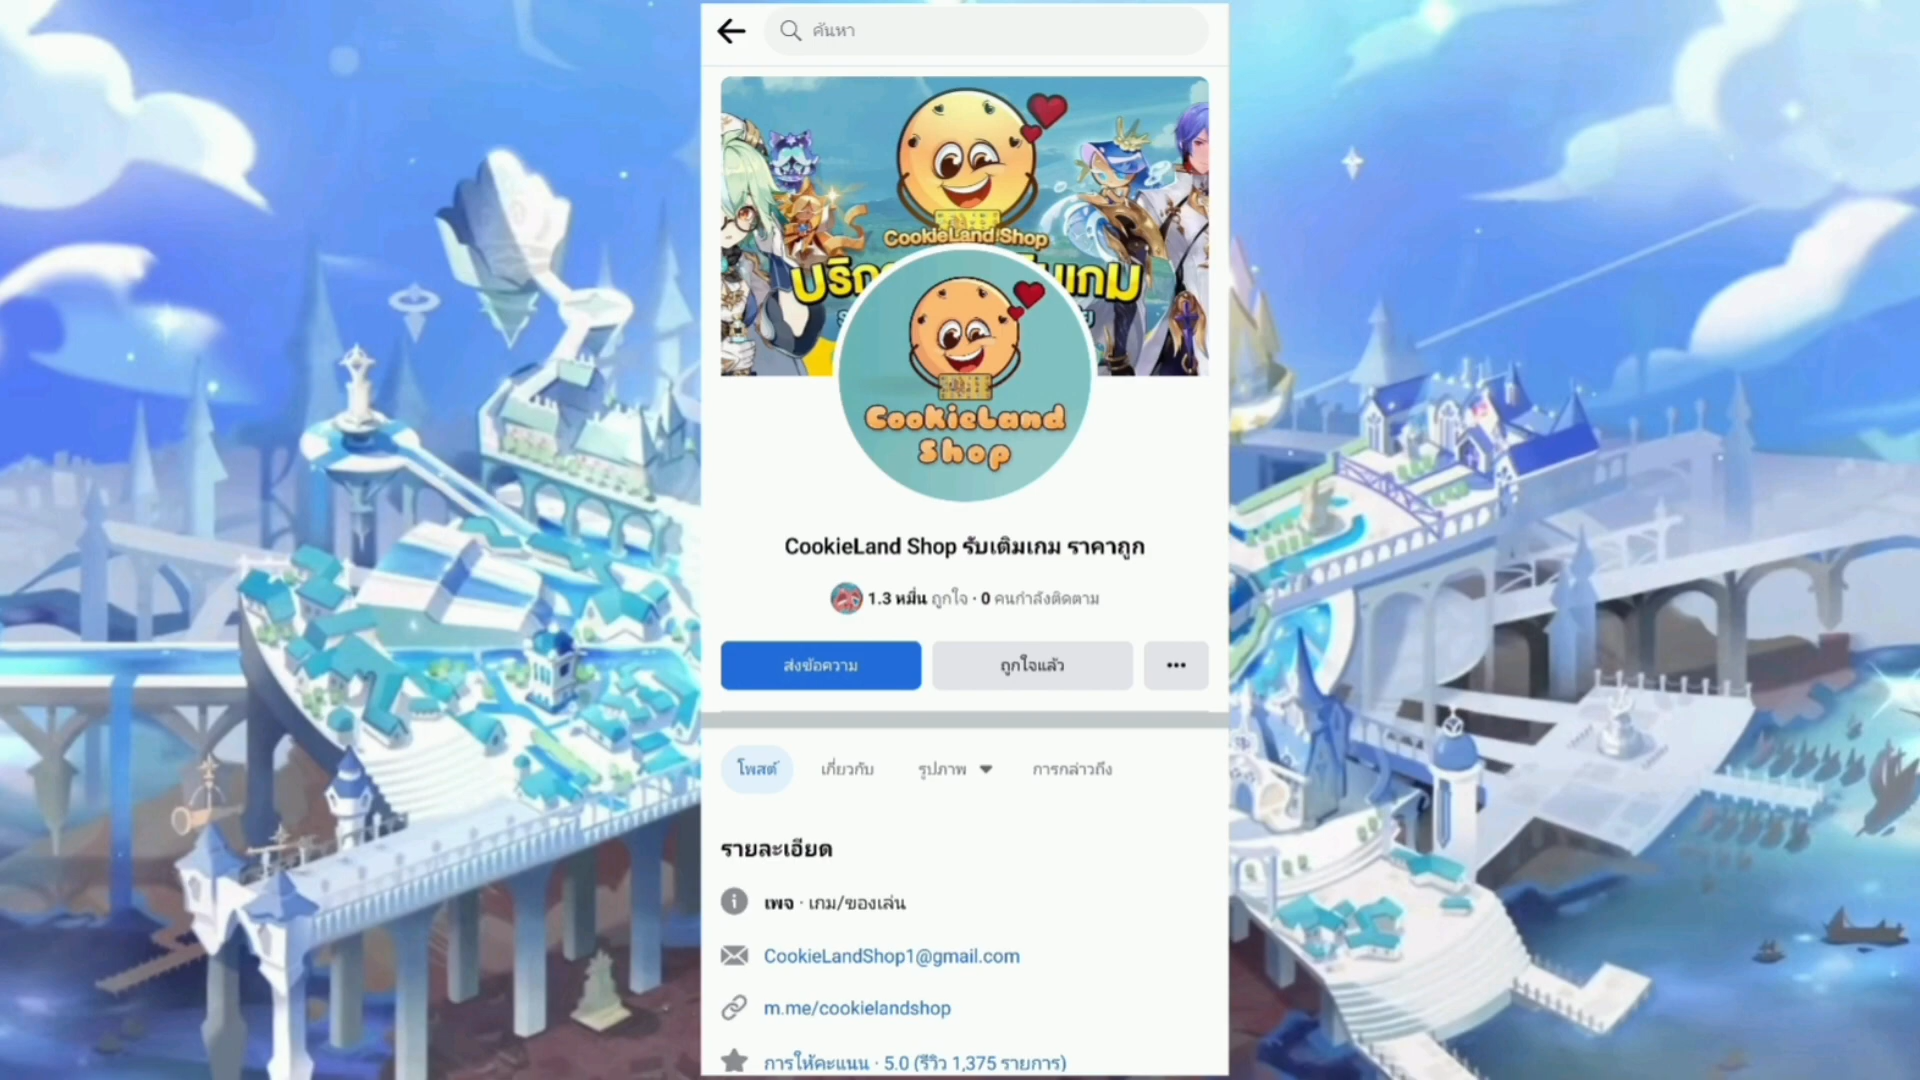 ค้นหา
CookieLand Shop
CookieLand
Shop
CookieLand Shop รับเติมเกม ราคาถูก
1.3 หมื่น ถูกใจ · 0 คนกำลังติดตาม
ส่งข้อความ
ถูกใจแล้ว
โพสต์ เกี่ยวกับ รูปภาพ การกล่าวถึง
รายละเอียด
เพจ · เกม/ของเล่น
CookieLandShop1@gmail.com
m.me/cookielandshop
การให้คะแนน · 5.0 (รีวิว 1,375 รายการ)